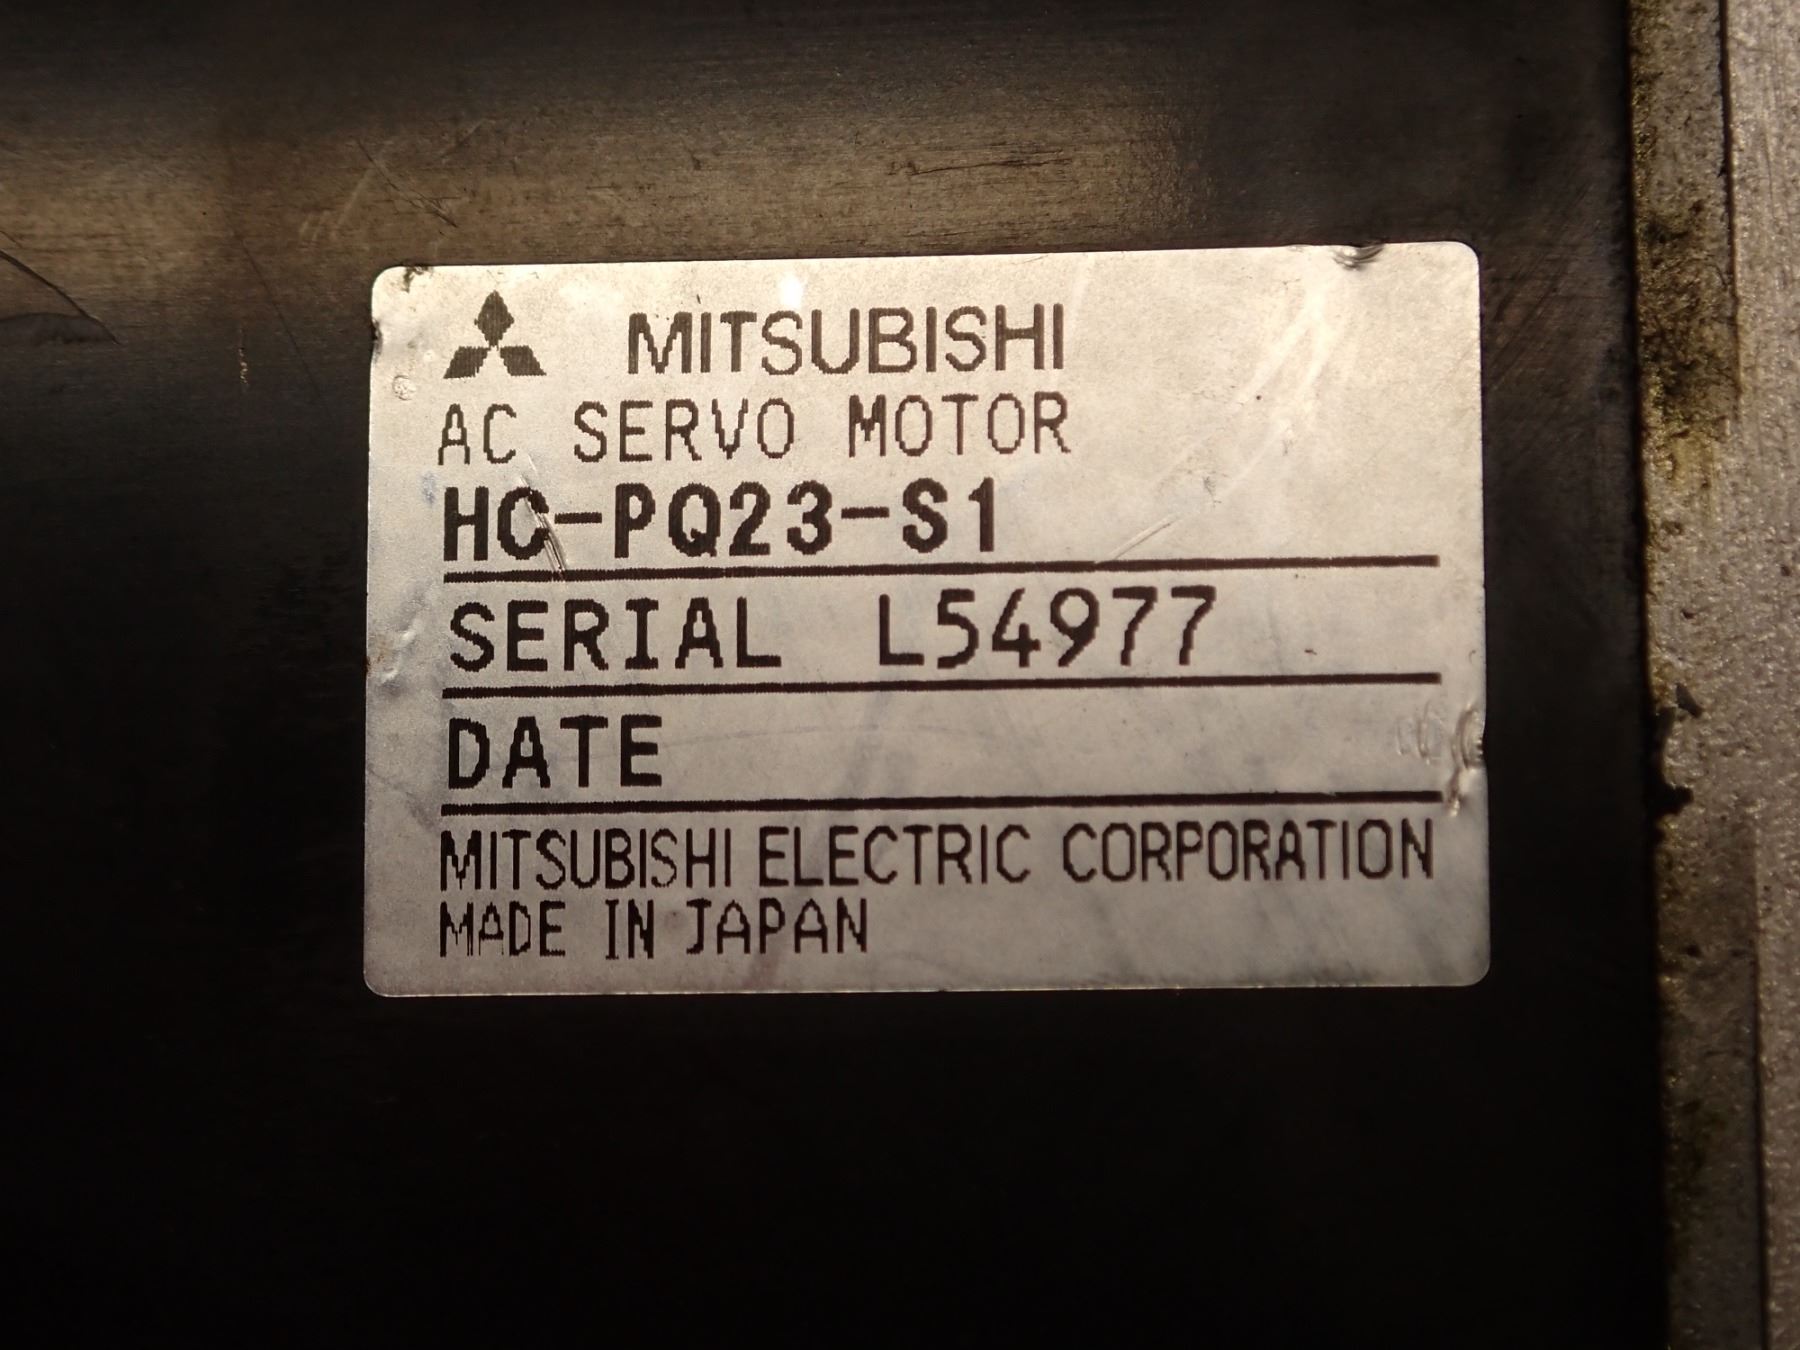 MITSUBISHI
AC SERVO MOTOR
HC-PQ23-S1
SERIAL L54977
DATE
MITSUBISHI ELECTRIC CORPORATION
MADE IN JAPAN